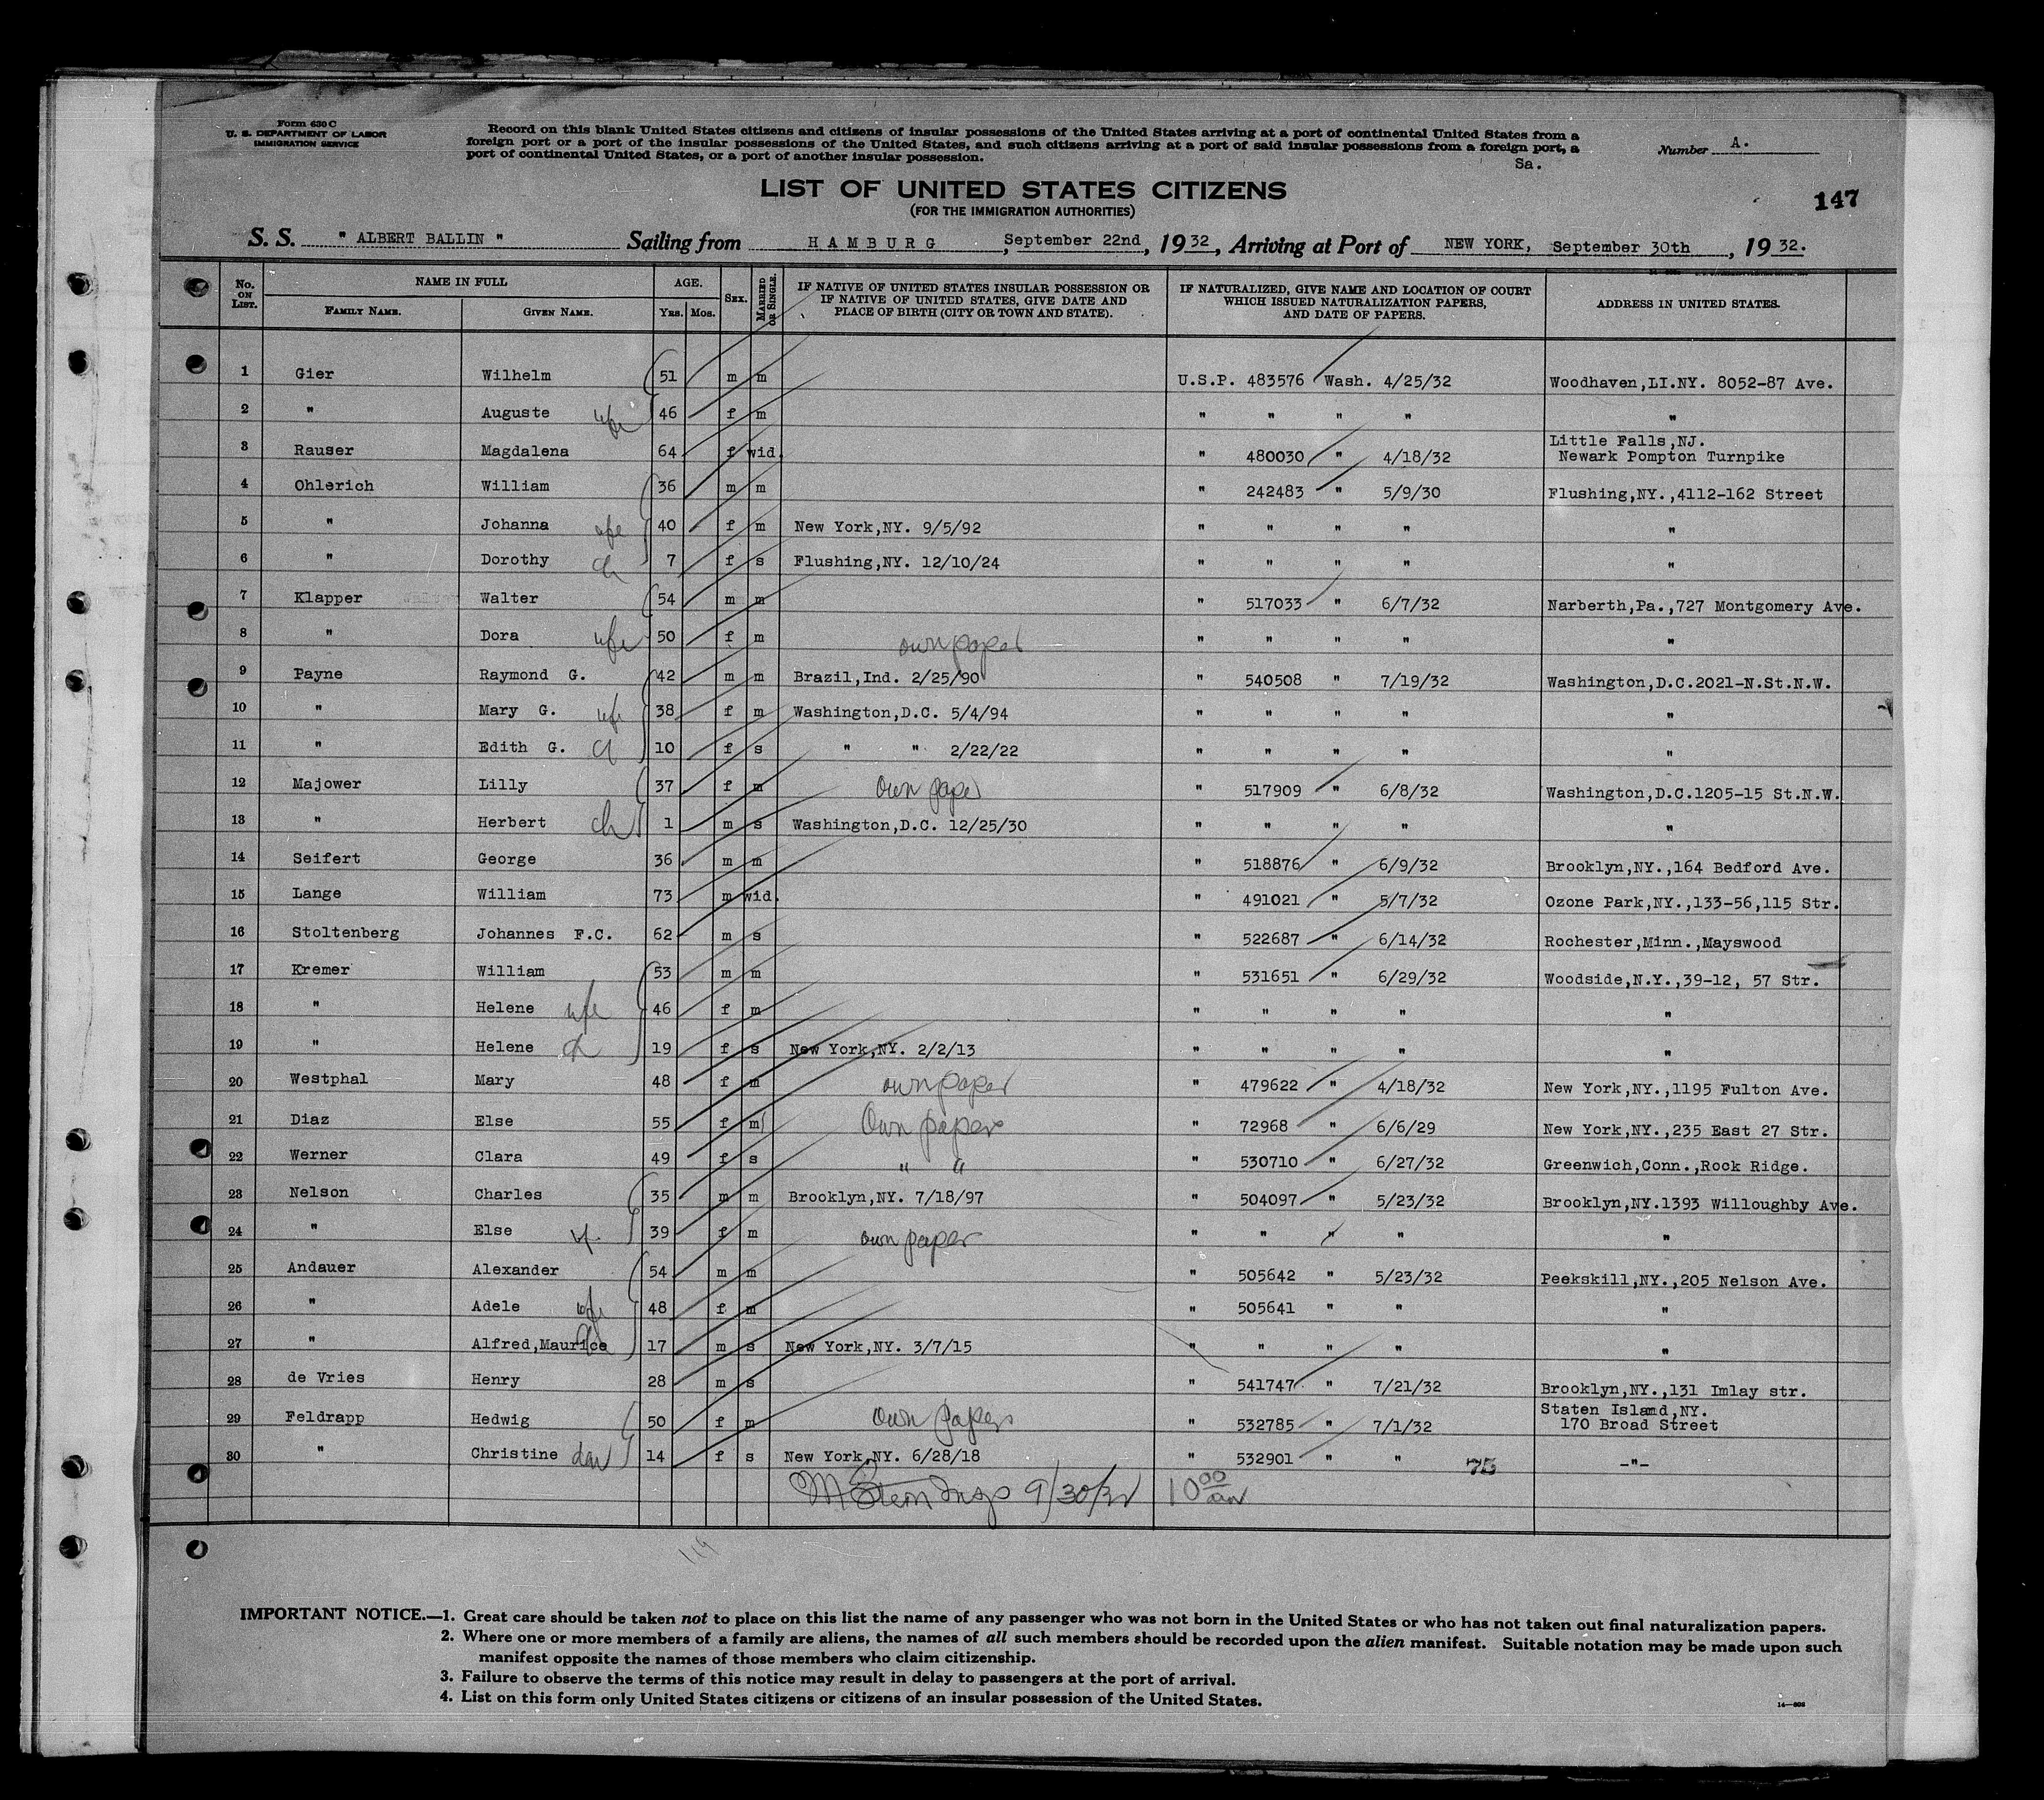 Form 630 C
U. S. DEPARTMENT OF LABOR
IMMIGRATION SERVICE
Record on this blank United States citizens and citizens of insular possessions of the United States arriving at a port of continental United States from a
foreign port or a port of the insular possessions of the United States, and such citizens arriving at a port of said insular possessions from a foreign port, a
port of continental United States, or a port of another insular possession.
Sa.
Number A.
LIST OF UNITED STATES CITIZENS
(FOR THE IMMIGRATION AUTHORITIES)
147
S. S. " ALBERT BALLIN " Sailing from HAMBURG, September 22nd, 1932, Arriving at Port of NEW YORK, September 30th, 1932.
No. ON LIST. NAME IN FULL FAMILY NAME. GIVEN NAME. AGE. Yrs. Mos. SEX. MARRIED OR SINGLE. IF NATIVE OF UNITED STATES INSULAR POSSESSION OR IF NATIVE OF UNITED STATES, GIVE DATE AND PLACE OF BIRTH (CITY OR TOWN AND STATE). IF NATURALIZED, GIVE NAME AND LOCATION OF COURT WHICH ISSUED NATURALIZATION PAPERS, AND DATE OF PAPERS. ADDRESS IN UNITED STATES.
1 Gier Wilhelm 51 m m U.S.P. 483576 Wash. 4/25/32 Woodhaven,LI.NY. 8052-87 Ave.
2 " Auguste wfe 46 f m " " " " "
3 Rauser Magdalena 64 f wid. " 480030 " 4/18/32 Little Falls,NJ. Newark Pompton Turnpike
4 Ohlerich William 36 m m " 242483 " 5/9/30 Flushing,NY.,4112-162 Street
5 " Johanna wfe 40 f m New York,NY. 9/5/92 " " " " "
6 " Dorothy ch 7 f s Flushing,NY. 12/10/24 " " " " "
7 Klapper Walter 54 m m " 517033 " 6/7/32 Narberth,Pa.,727 Montgomery Ave.
8 " Dora wfe 50 f m own paper " " " " "
9 Payne Raymond G. 42 m m Brazil,Ind. 2/25/90 " 540508 " 7/19/32 Washington,D.C.2021-N.St.N.W.
10 " Mary G. wfe 38 f m Washington,D.C. 5/4/94 " " " " "
11 " Edith G. ch 10 f s " " 2/22/22 " " " " "
12 Majower Lilly 37 f m Own paper " 517909 " 6/8/32 Washington,D.C.1205-15 St.N.W.
13 " Herbert ch 1 m s Washington,D.C. 12/25/30 " " " " "
14 Seifert George 36 m m " 518876 " 6/9/32 Brooklyn,NY.,164 Bedford Ave.
15 Lange William 73 m wid. " 491021 " 5/7/32 Ozone Park,NY.,133-56,115 Str.
16 Stoltenberg Johannes F.C. 62 m s " 522687 " 6/14/32 Rochester,Minn.,Mayswood
17 Kremer William 53 m m " 531651 " 6/29/32 Woodside,N.Y.,39-12, 57 Str.
18 " Helene wfe 46 f m " " " " "
19 " Helene ch 19 f s New York,NY. 2/2/13 " " " " "
20 Westphal Mary 48 f m own paper " 479622 " 4/18/32 New York,NY.,1195 Fulton Ave.
21 Diaz Else 55 f m Own papers " 72968 " 6/6/29 New York,NY.,235 East 27 Str.
22 Werner Clara 49 f s " " " 530710 " 6/27/32 Greenwich,Conn.,Rock Ridge.
23 Nelson Charles 35 m m Brooklyn,NY. 7/18/97 " 504097 " 5/23/32 Brooklyn,NY.1393 Willoughby Ave.
24 " Else wf. 39 f m own paper " " " " "
25 Andauer Alexander 54 m m " 505642 " 5/23/32 Peekskill,NY.,205 Nelson Ave.
26 " Adele wfe 48 f m " 505641 " " "
27 " Alfred,Maurice ch 17 m s New York,NY. 3/7/15 " " " " "
28 de Vries Henry 28 m s " 541747 " 7/21/32 Brooklyn,NY.,131 Imlay str.
29 Feldrapp Hedwig 50 f m Own papers " 532785 " 7/1/32 Staten Island,NY. 170 Broad Street
30 " Christine dau 14 f s New York,NY. 6/28/18 " 532901 " " 75 -"-
9/30/32 10 00 am
IMPORTANT NOTICE.—1. Great care should be taken not to place on this list the name of any passenger who was not born in the United States or who has not taken out final naturalization papers.
2. Where one or more members of a family are aliens, the names of all such members should be recorded upon the alien manifest. Suitable notation may be made upon such
manifest opposite the names of those members who claim citizenship.
3. Failure to observe the terms of this notice may result in delay to passengers at the port of arrival.
4. List on this form only United States citizens or citizens of an insular possession of the United States.